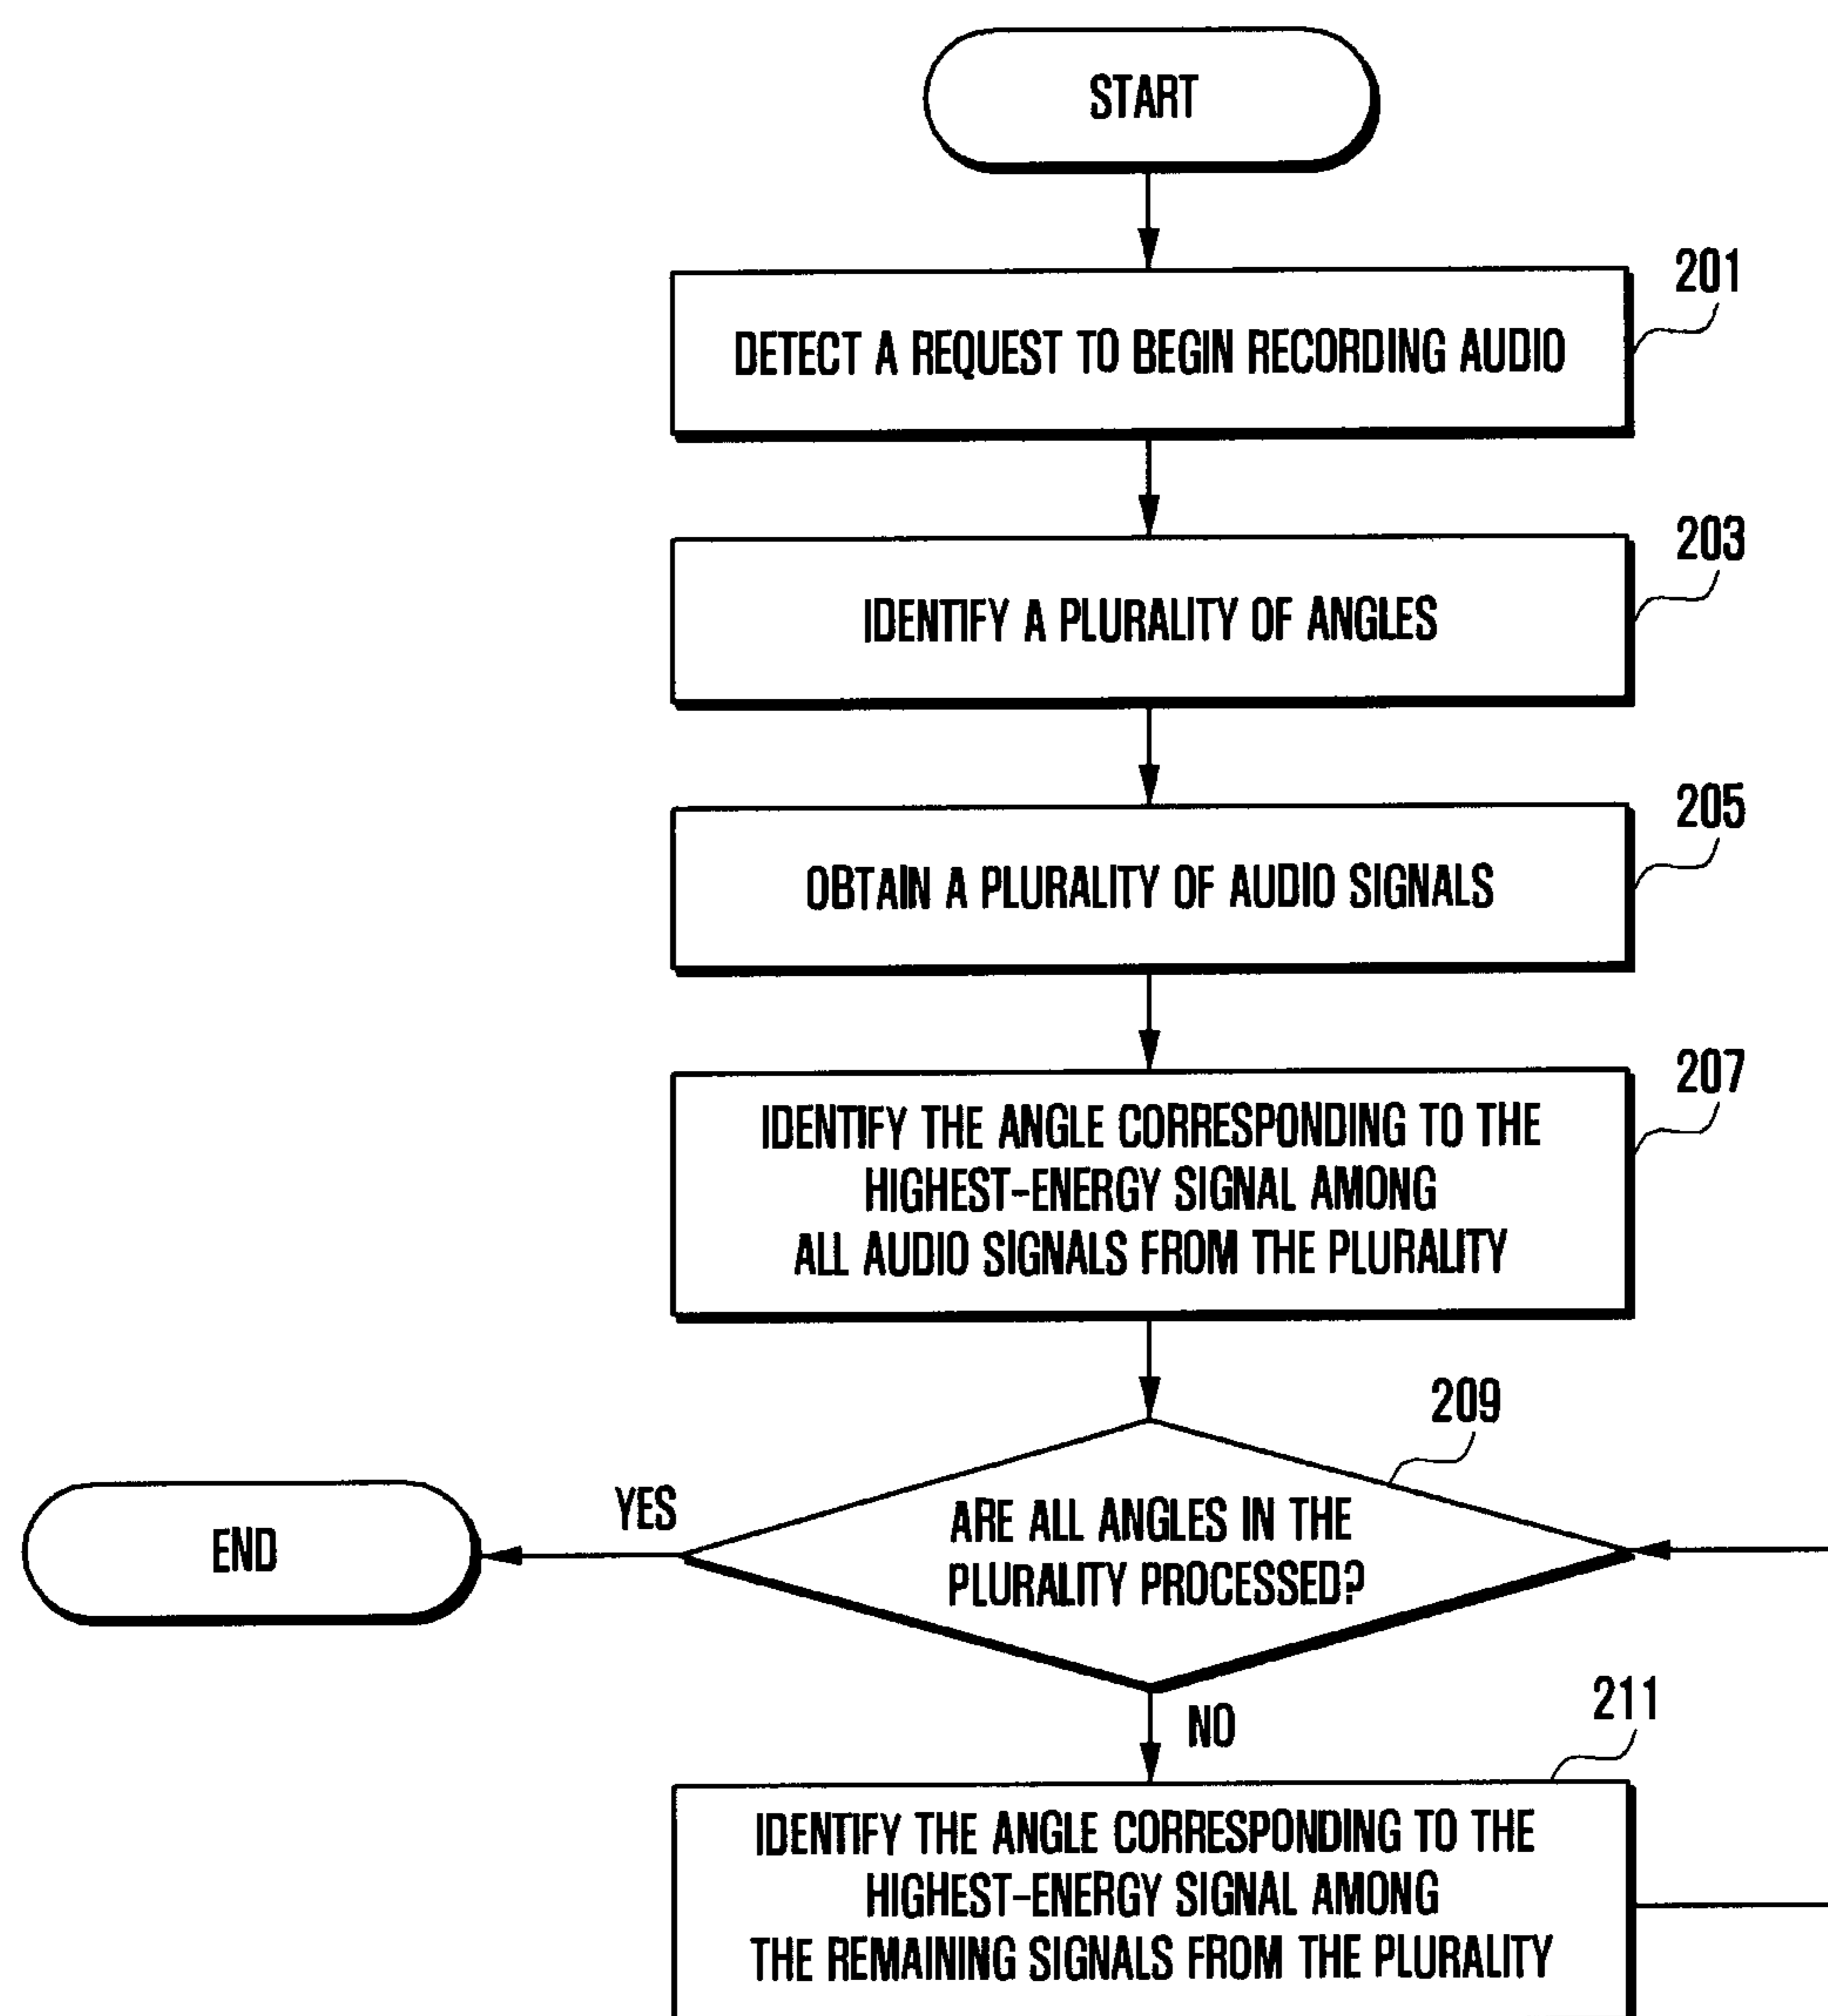 START
201
DETECT A REQUEST TO BEGIN RECORDING AUDIO
203
IDENTIFY A PLURALITY OF ANGLES
205
OBTAIN A PLURALITY OF AUDIO SIGNALS
207
IDENTIFY THE ANGLE CORRESPONDING TO THE
HIGHEST-ENERGY SIGNAL AMONG
ALL AUDIO SIGNALS FROM THE PLURALITY
209
ARE ALL ANGLES IN THE
PLURALITY PROCESSED?
YES
END
NO
211
IDENTIFY THE ANGLE CORRESPONDING TO THE
HIGHEST-ENERGY SIGNAL AMONG
THE REMAINING SIGNALS FROM THE PLURALITY